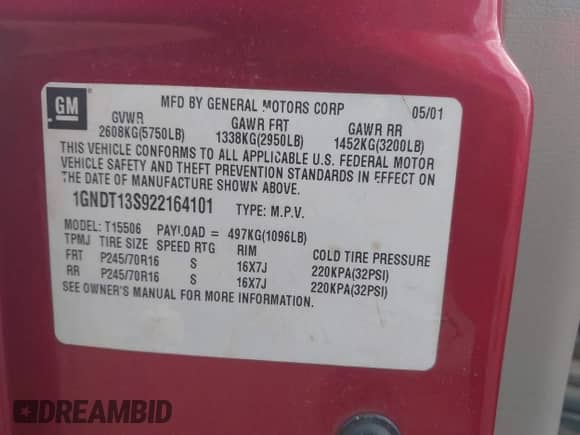 GM
MFD BY GENERAL MOTORS CORP 05/01
GVWR GAWR FRT GAWR RR
2608KG(5750LB) 1338KG(2950LB) 1452KG(3200LB)
THIS VEHICLE CONFORMS TO ALL APPLICABLE U.S. FEDERAL MOTOR
VEHICLE SAFETY AND THEFT PREVENTION STANDARDS IN EFFECT ON
THE DATE OF MANUFACTURE SHOWN ABOVE.
1GNDT13S922164101 TYPE: M.P.V.
MODEL: T15506 PAYLOAD = 497KG(1096LB)
TPMJ TIRE SIZE SPEED RTG RIM COLD TIRE PRESSURE
FRT P245/70R16 S 16X7J 220KPA(32PSI)
RR P245/70R16 S 16X7J 220KPA(32PSI)
SEE OWNER'S MANUAL FOR MORE INFORMATION.
DREAMBID